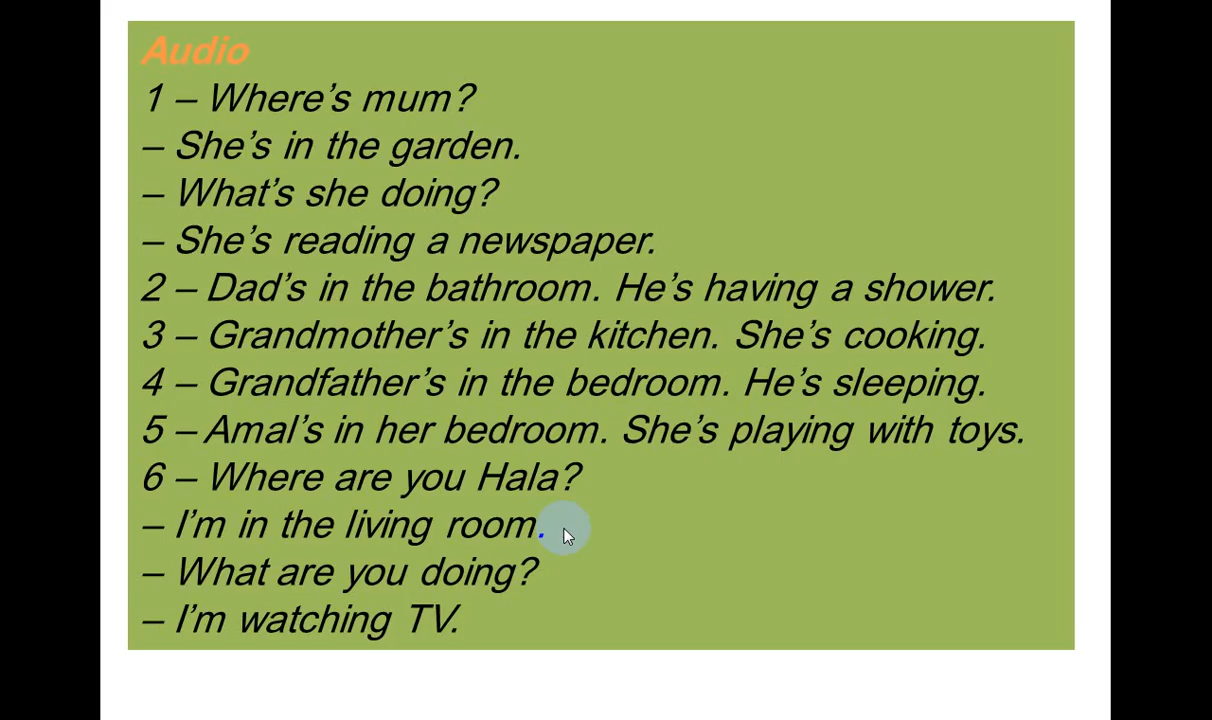 Audio
1 – Where's mum?
– She's in the garden.
– What's she doing?
– She's reading a newspaper.
2 – Dad's in the bathroom. He's having a shower.
3 – Grandmother's in the kitchen. She's cooking.
4 – Grandfather's in the bedroom. He's sleeping.
5 – Amal's in her bedroom. She's playing with toys.
6 – Where are you Hala?
– I'm in the living room.
– What are you doing?
– I'm watching TV.